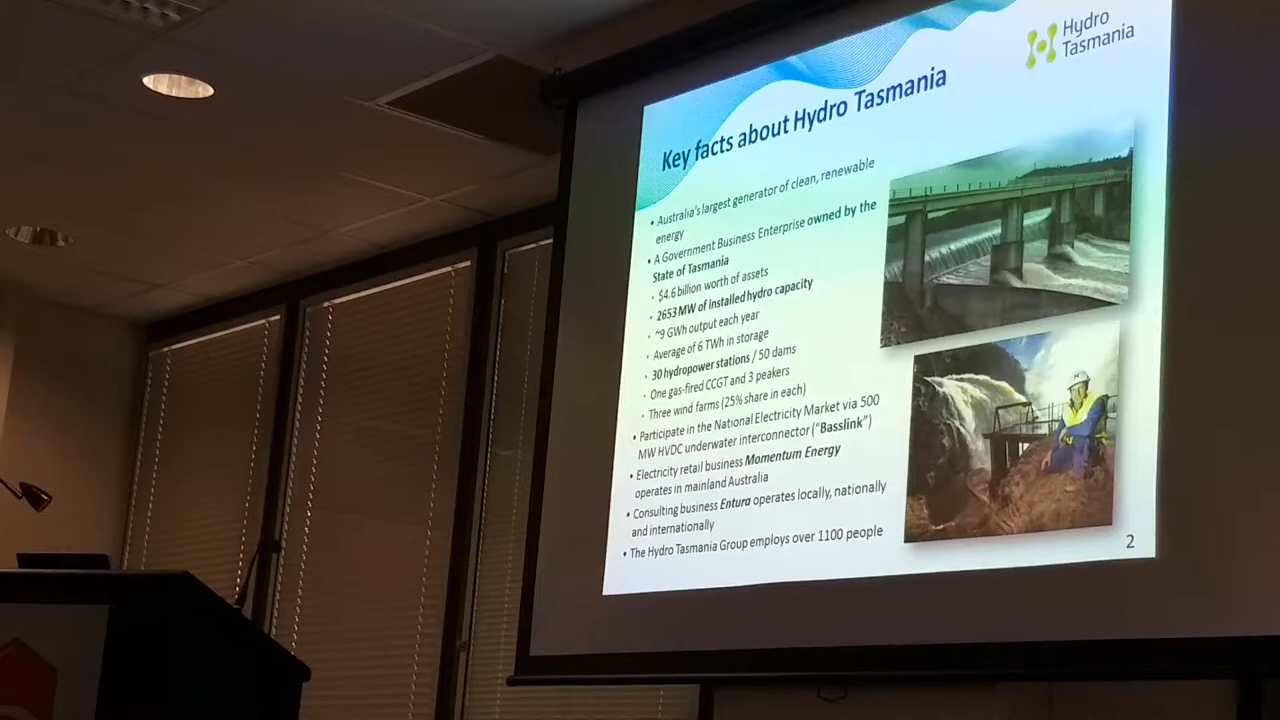 Hydro
Tasmania
Key facts about Hydro Tasmania
• Australia's largest generator of clean, renewable
energy
• A Government Business Enterprise owned by the
State of Tasmania
• $4.6 billion worth of assets
• 2653 MW of installed hydro capacity
• ~9 GWh output each year
• Average of 6 TWh in storage
• 30 hydropower stations / 50 dams
• One gas-fired CCGT and 3 peakers
• Three wind farms (25% share in each)
• Participate in the National Electricity Market via 500
MW HVDC underwater interconnector ("Basslink")
• Electricity retail business Momentum Energy
operates in mainland Australia
• Consulting business Entura operates locally, nationally
and internationally
• The Hydro Tasmania Group employs over 1100 people
2